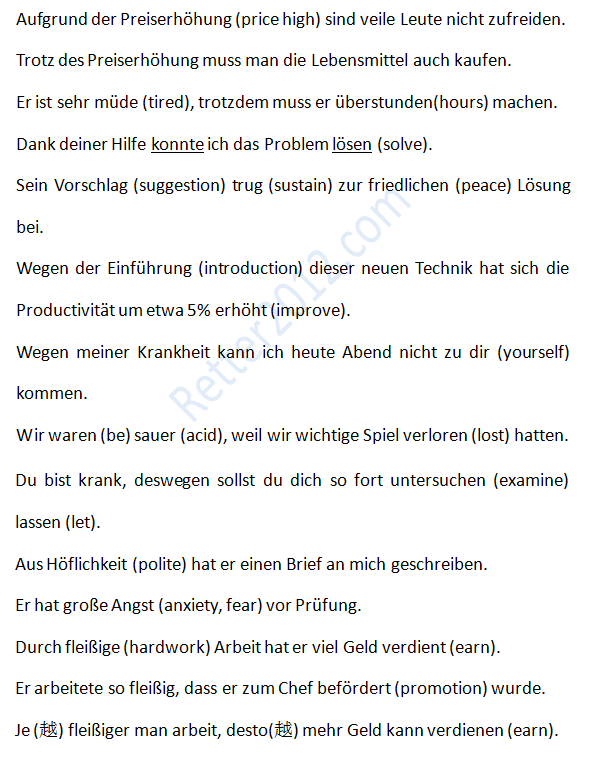 Aufgrund der Preiserhöhung (price high) sind veile Leute nicht zufreiden.
Trotz des Preiserhöhung muss man die Lebensmittel auch kaufen.
Er ist sehr müde (tired), trotzdem muss er überstunden(hours) machen.
Dank deiner Hilfe konnte ich das Problem lösen (solve).
Sein Vorschlag (suggestion) trug (sustain) zur friedlichen (peace) Lösung
bei.
Wegen der Einführung (introduction) dieser neuen Technik hat sich die
Productivität um etwa 5% erhöht (improve).
Wegen meiner Krankheit kann ich heute Abend nicht zu dir (yourself)
kommen.
Wir waren (be) sauer (acid), weil wir wichtige Spiel verloren (lost) hatten.
Du bist krank, deswegen sollst du dich so fort untersuchen (examine)
lassen (let).
Aus Höflichkeit (polite) hat er einen Brief an mich geschreiben.
Er hat große Angst (anxiety, fear) vor Prüfung.
Durch fleißige (hardwork) Arbeit hat er viel Geld verdient (earn).
Er arbeitete so fleißig, dass er zum Chef befördert (promotion) wurde.
Je (越) fleißiger man arbeit, desto(越) mehr Geld kann verdienen (earn).
Retter2012.com